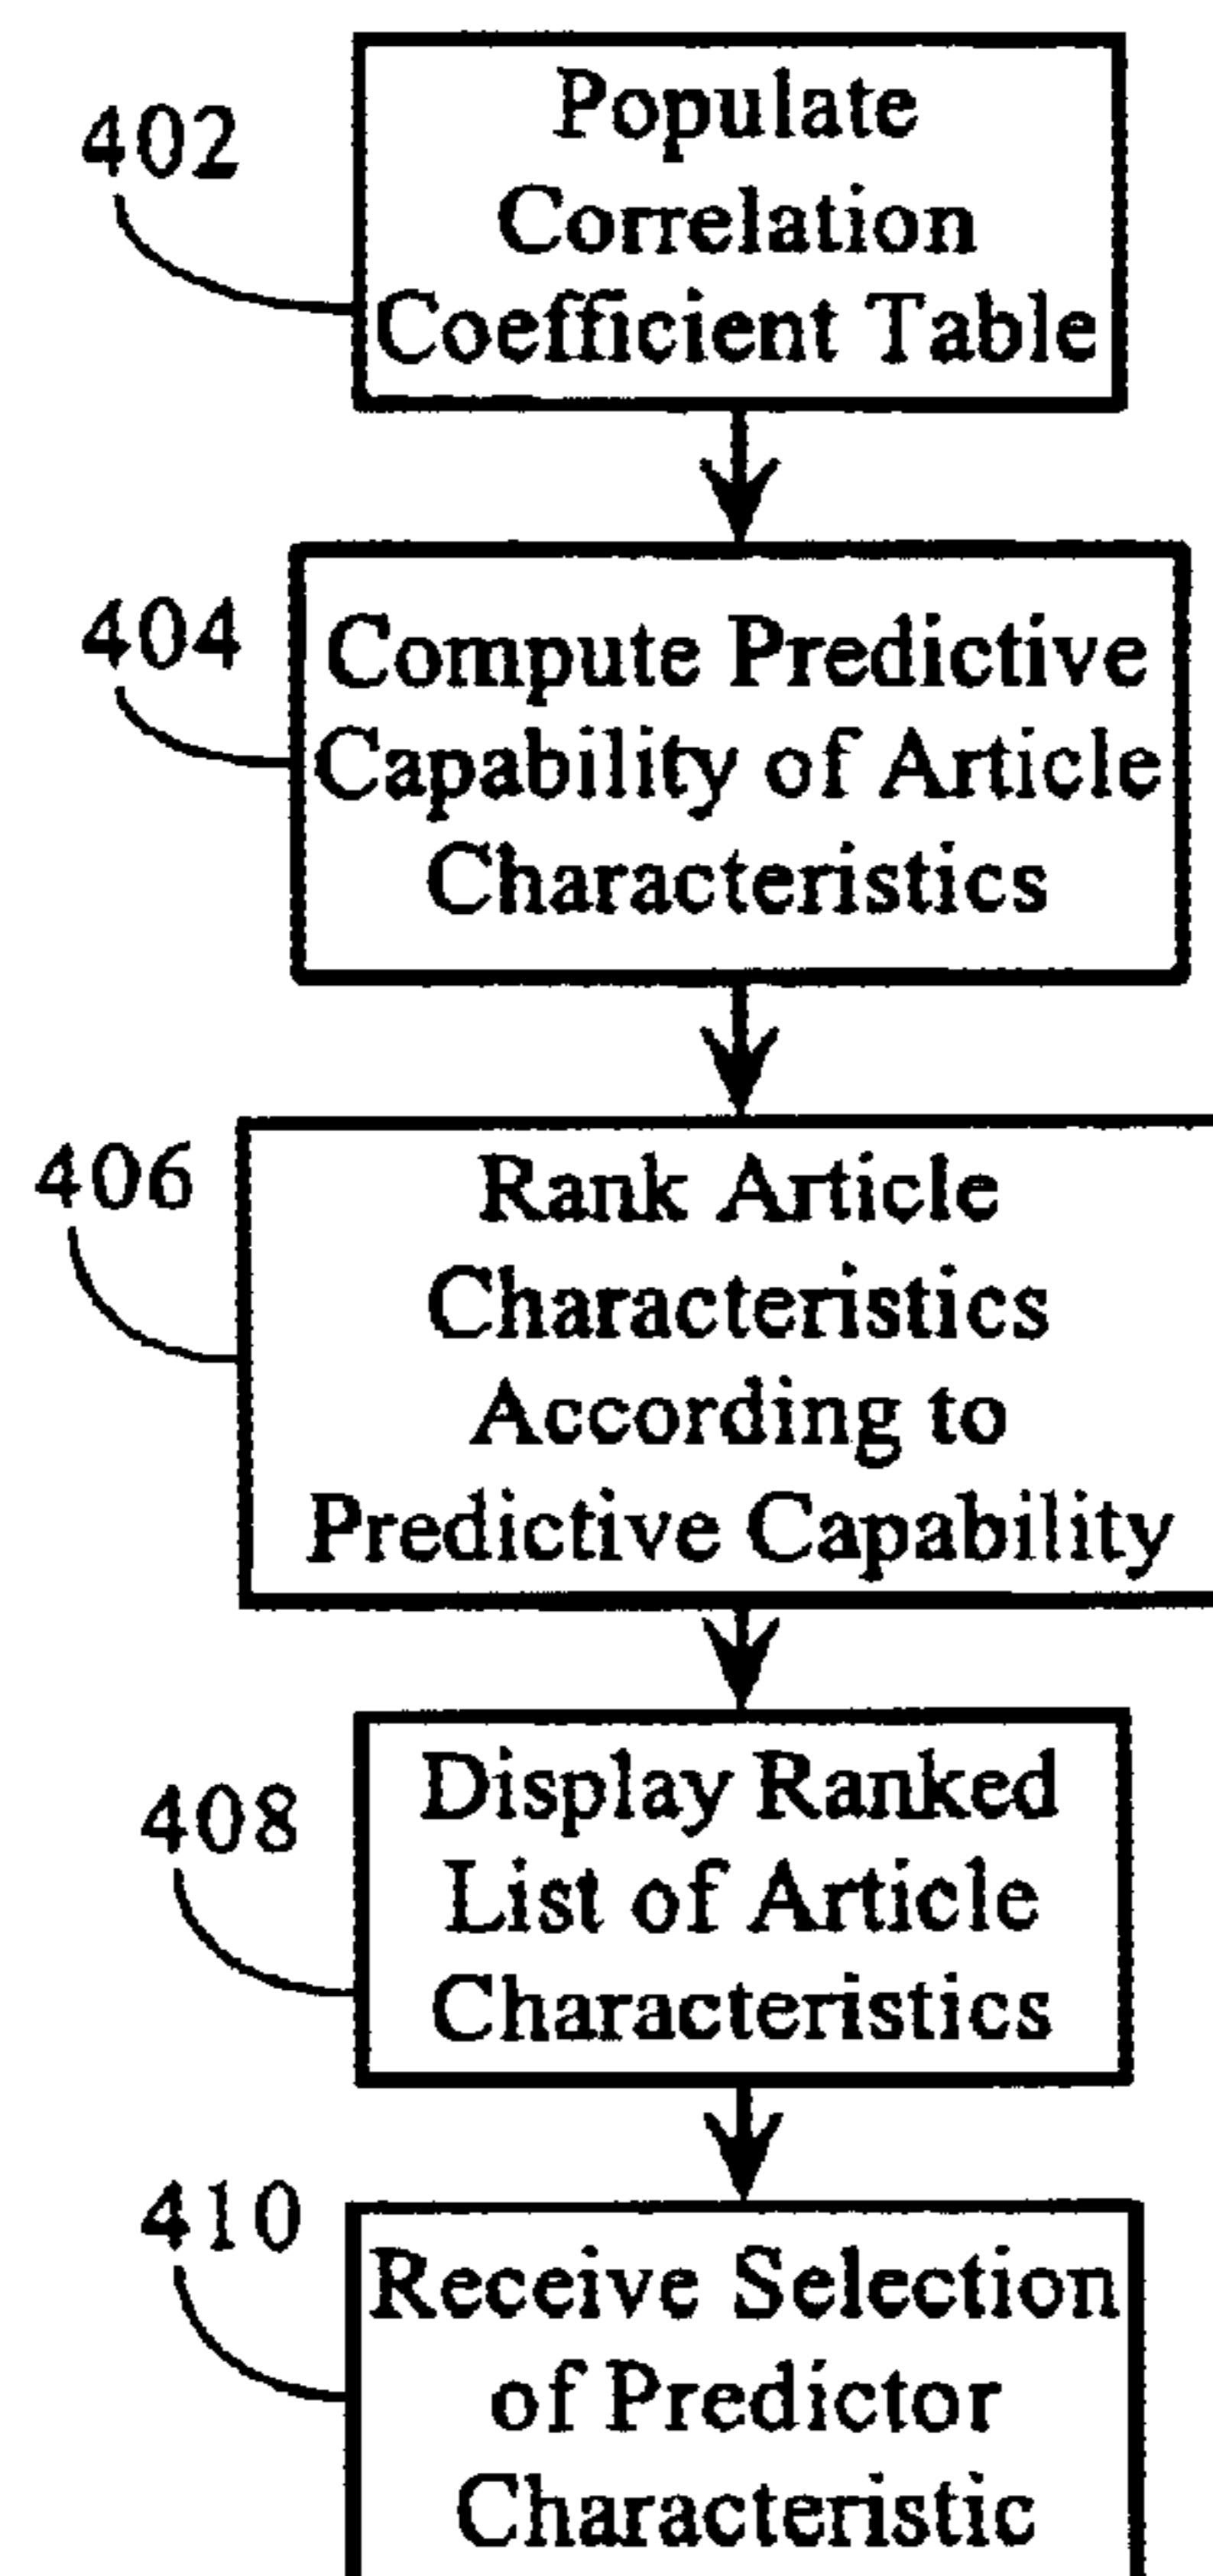 402
Populate
Correlation
Coefficient Table
404
Compute Predictive
Capability of Article
Characteristics
406
Rank Article
Characteristics
According to
Predictive Capability
408
Display Ranked
List of Article
Characteristics
410
Receive Selection
of Predictor
Characteristic